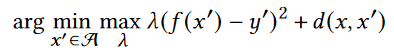 arg min max λ(f(x′) − y′)² + d(x, x′)
x′∈𝒜 λ